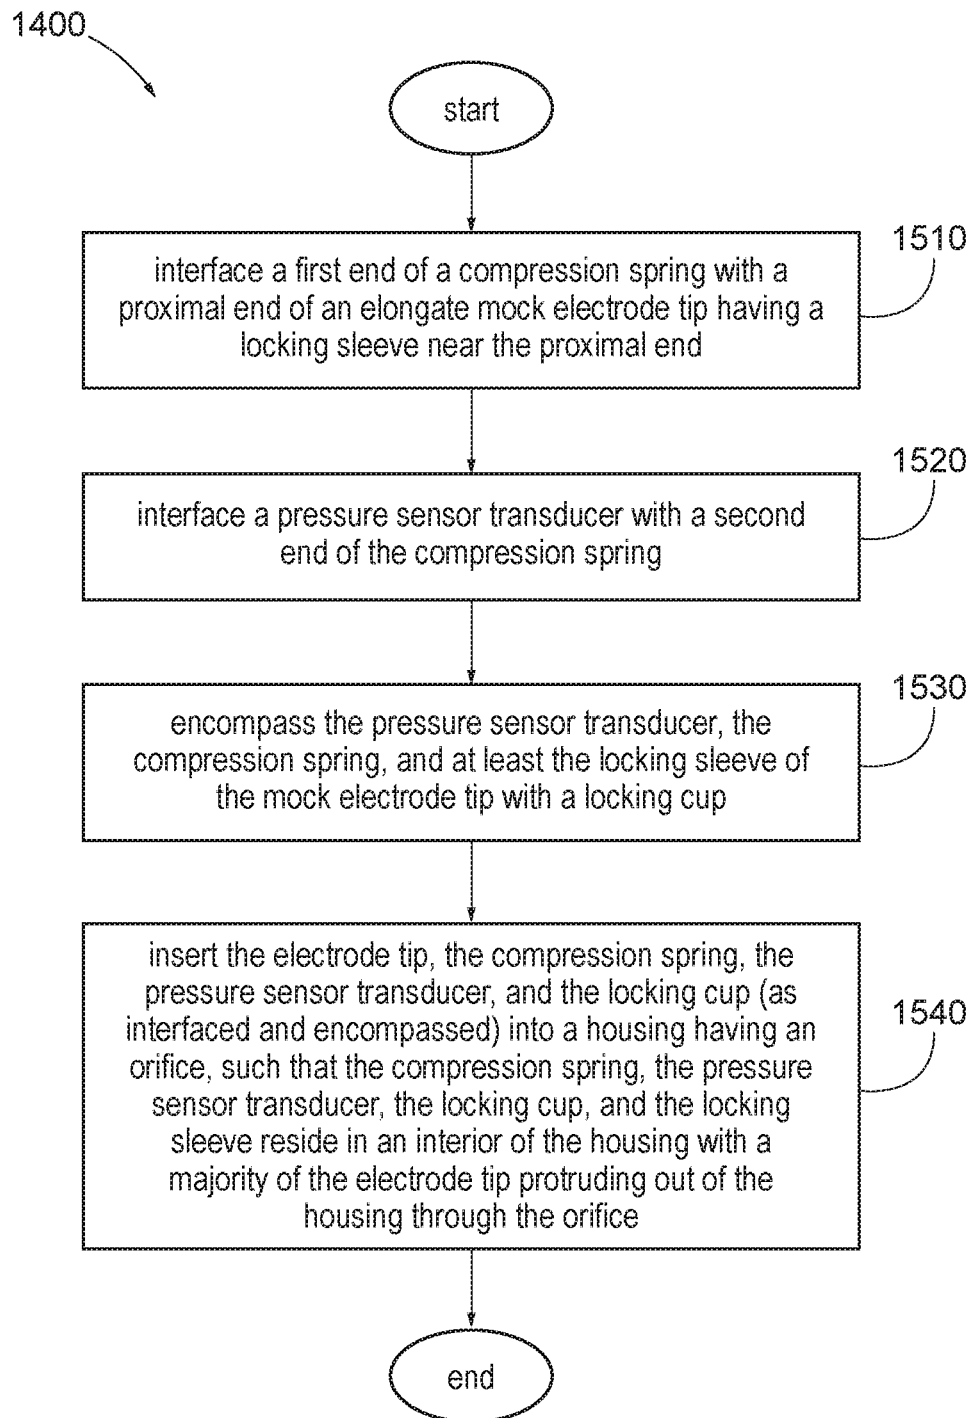 1400
start
1510
interface a first end of a compression spring with a
proximal end of an elongate mock electrode tip having a
locking sleeve near the proximal end
1520
interface a pressure sensor transducer with a second
end of the compression spring
1530
encompass the pressure sensor transducer, the
compression spring, and at least the locking sleeve of
the mock electrode tip with a locking cup
1540
insert the electrode tip, the compression spring, the
pressure sensor transducer, and the locking cup (as
interfaced and encompassed) into a housing having an
orifice, such that the compression spring, the pressure
sensor transducer, the locking cup, and the locking
sleeve reside in an interior of the housing with a
majority of the electrode tip protruding out of the
housing through the orifice
end